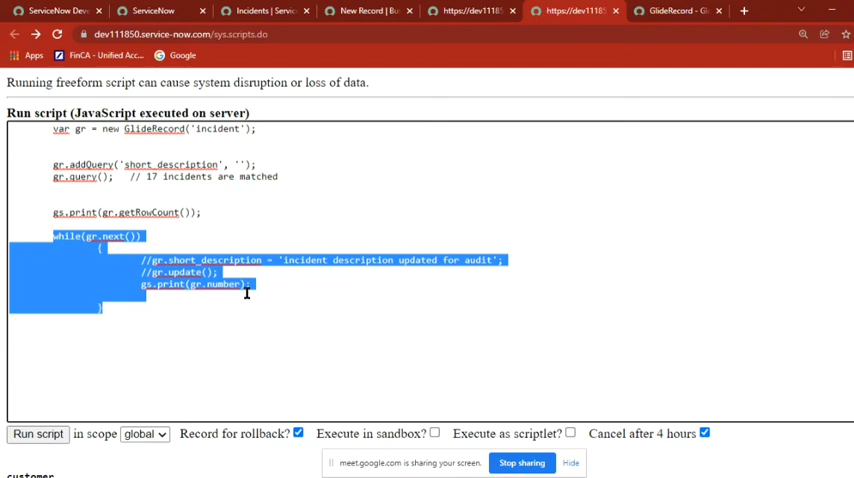 ServiceNow Deve
ServiceNow
Incidents | Servic
New Record | Bu
https://dev11185
https://dev11185
GlideRecord - Gl
dev111850.service-now.com/sys.scripts.do
Apps
FinCA - Unified Acc...
Google
Running freeform script can cause system disruption or loss of data.
Run script (JavaScript executed on server)
var gr = new GlideRecord('incident');
gr.addQuery('short_description', '');
gr.query();   // 17 incidents are matched
gs.print(gr.getRowCount());
while(gr.next())
{
//gr.short_description = 'incident description updated for audit';
//gr.update();
gs.print(gr.number);
}
Run script in scope global Record for rollback? Execute in sandbox? Execute as scriptlet? Cancel after 4 hours
meet.google.com is sharing your screen. Stop sharing Hide
customer